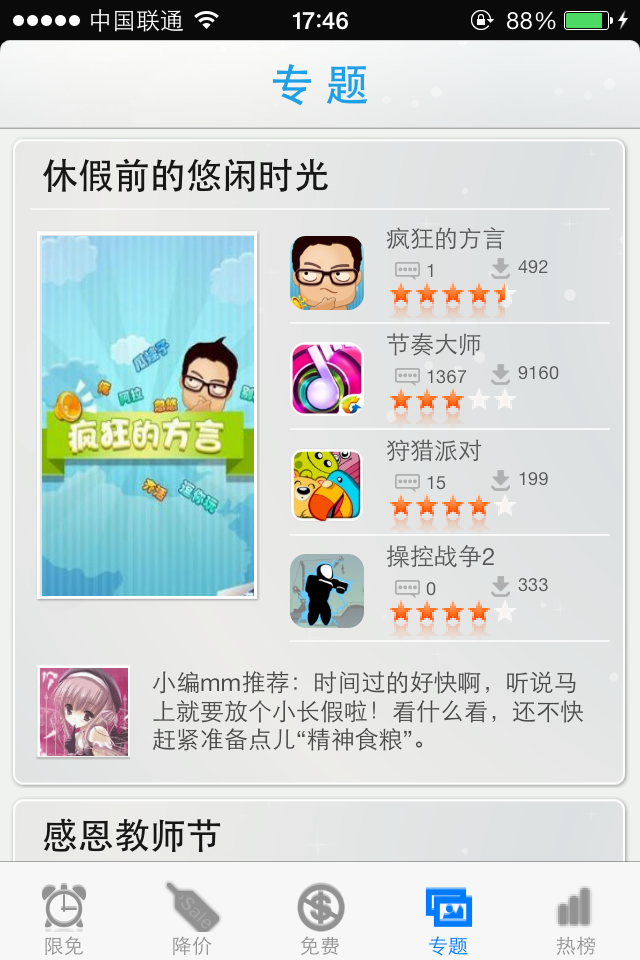 中国联通 17:46 88%
专 题
休假前的悠闲时光
瓜娃子
阿拉
忽悠
疯狂的方言
逗你玩
疯狂的方言
1 492
节奏大师
1367 9160
狩猎派对
15 199
操控战争2
0 333
小编mm推荐：时间过的好快啊，听说马
上就要放个小长假啦！看什么看，还不快
赶紧准备点儿“精神食粮”。
感恩教师节
Sale
限免 降价 免费 专题 热榜